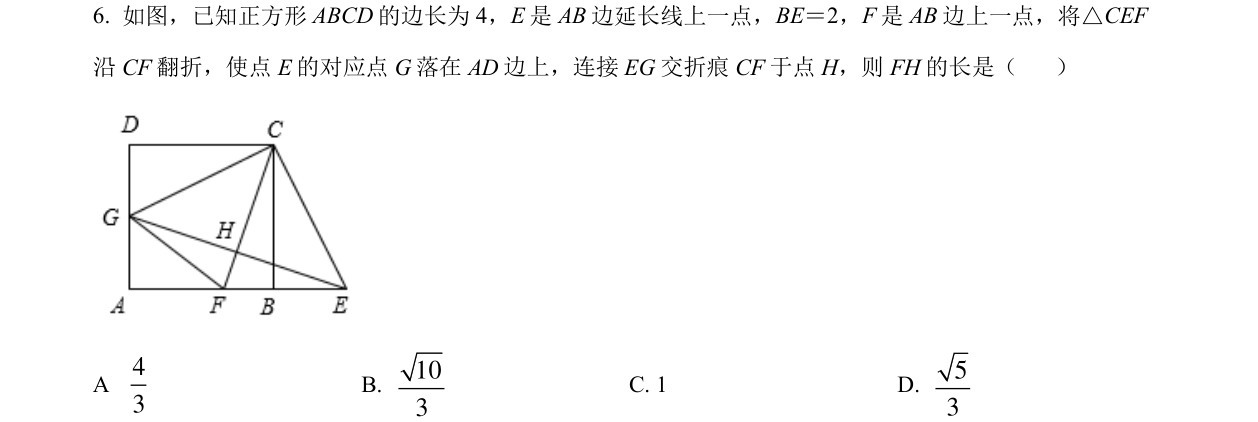 6. 如图，已知正方形 ABCD 的边长为 4，E 是 AB 边延长线上一点，BE＝2，F 是 AB 边上一点，将△CEF
沿 CF 翻折，使点 E 的对应点 G 落在 AD 边上，连接 EG 交折痕 CF 于点 H，则 FH 的长是（　　）
D C
G H
A F B E
A 4/3 B. √10/3 C. 1 D. √5/3